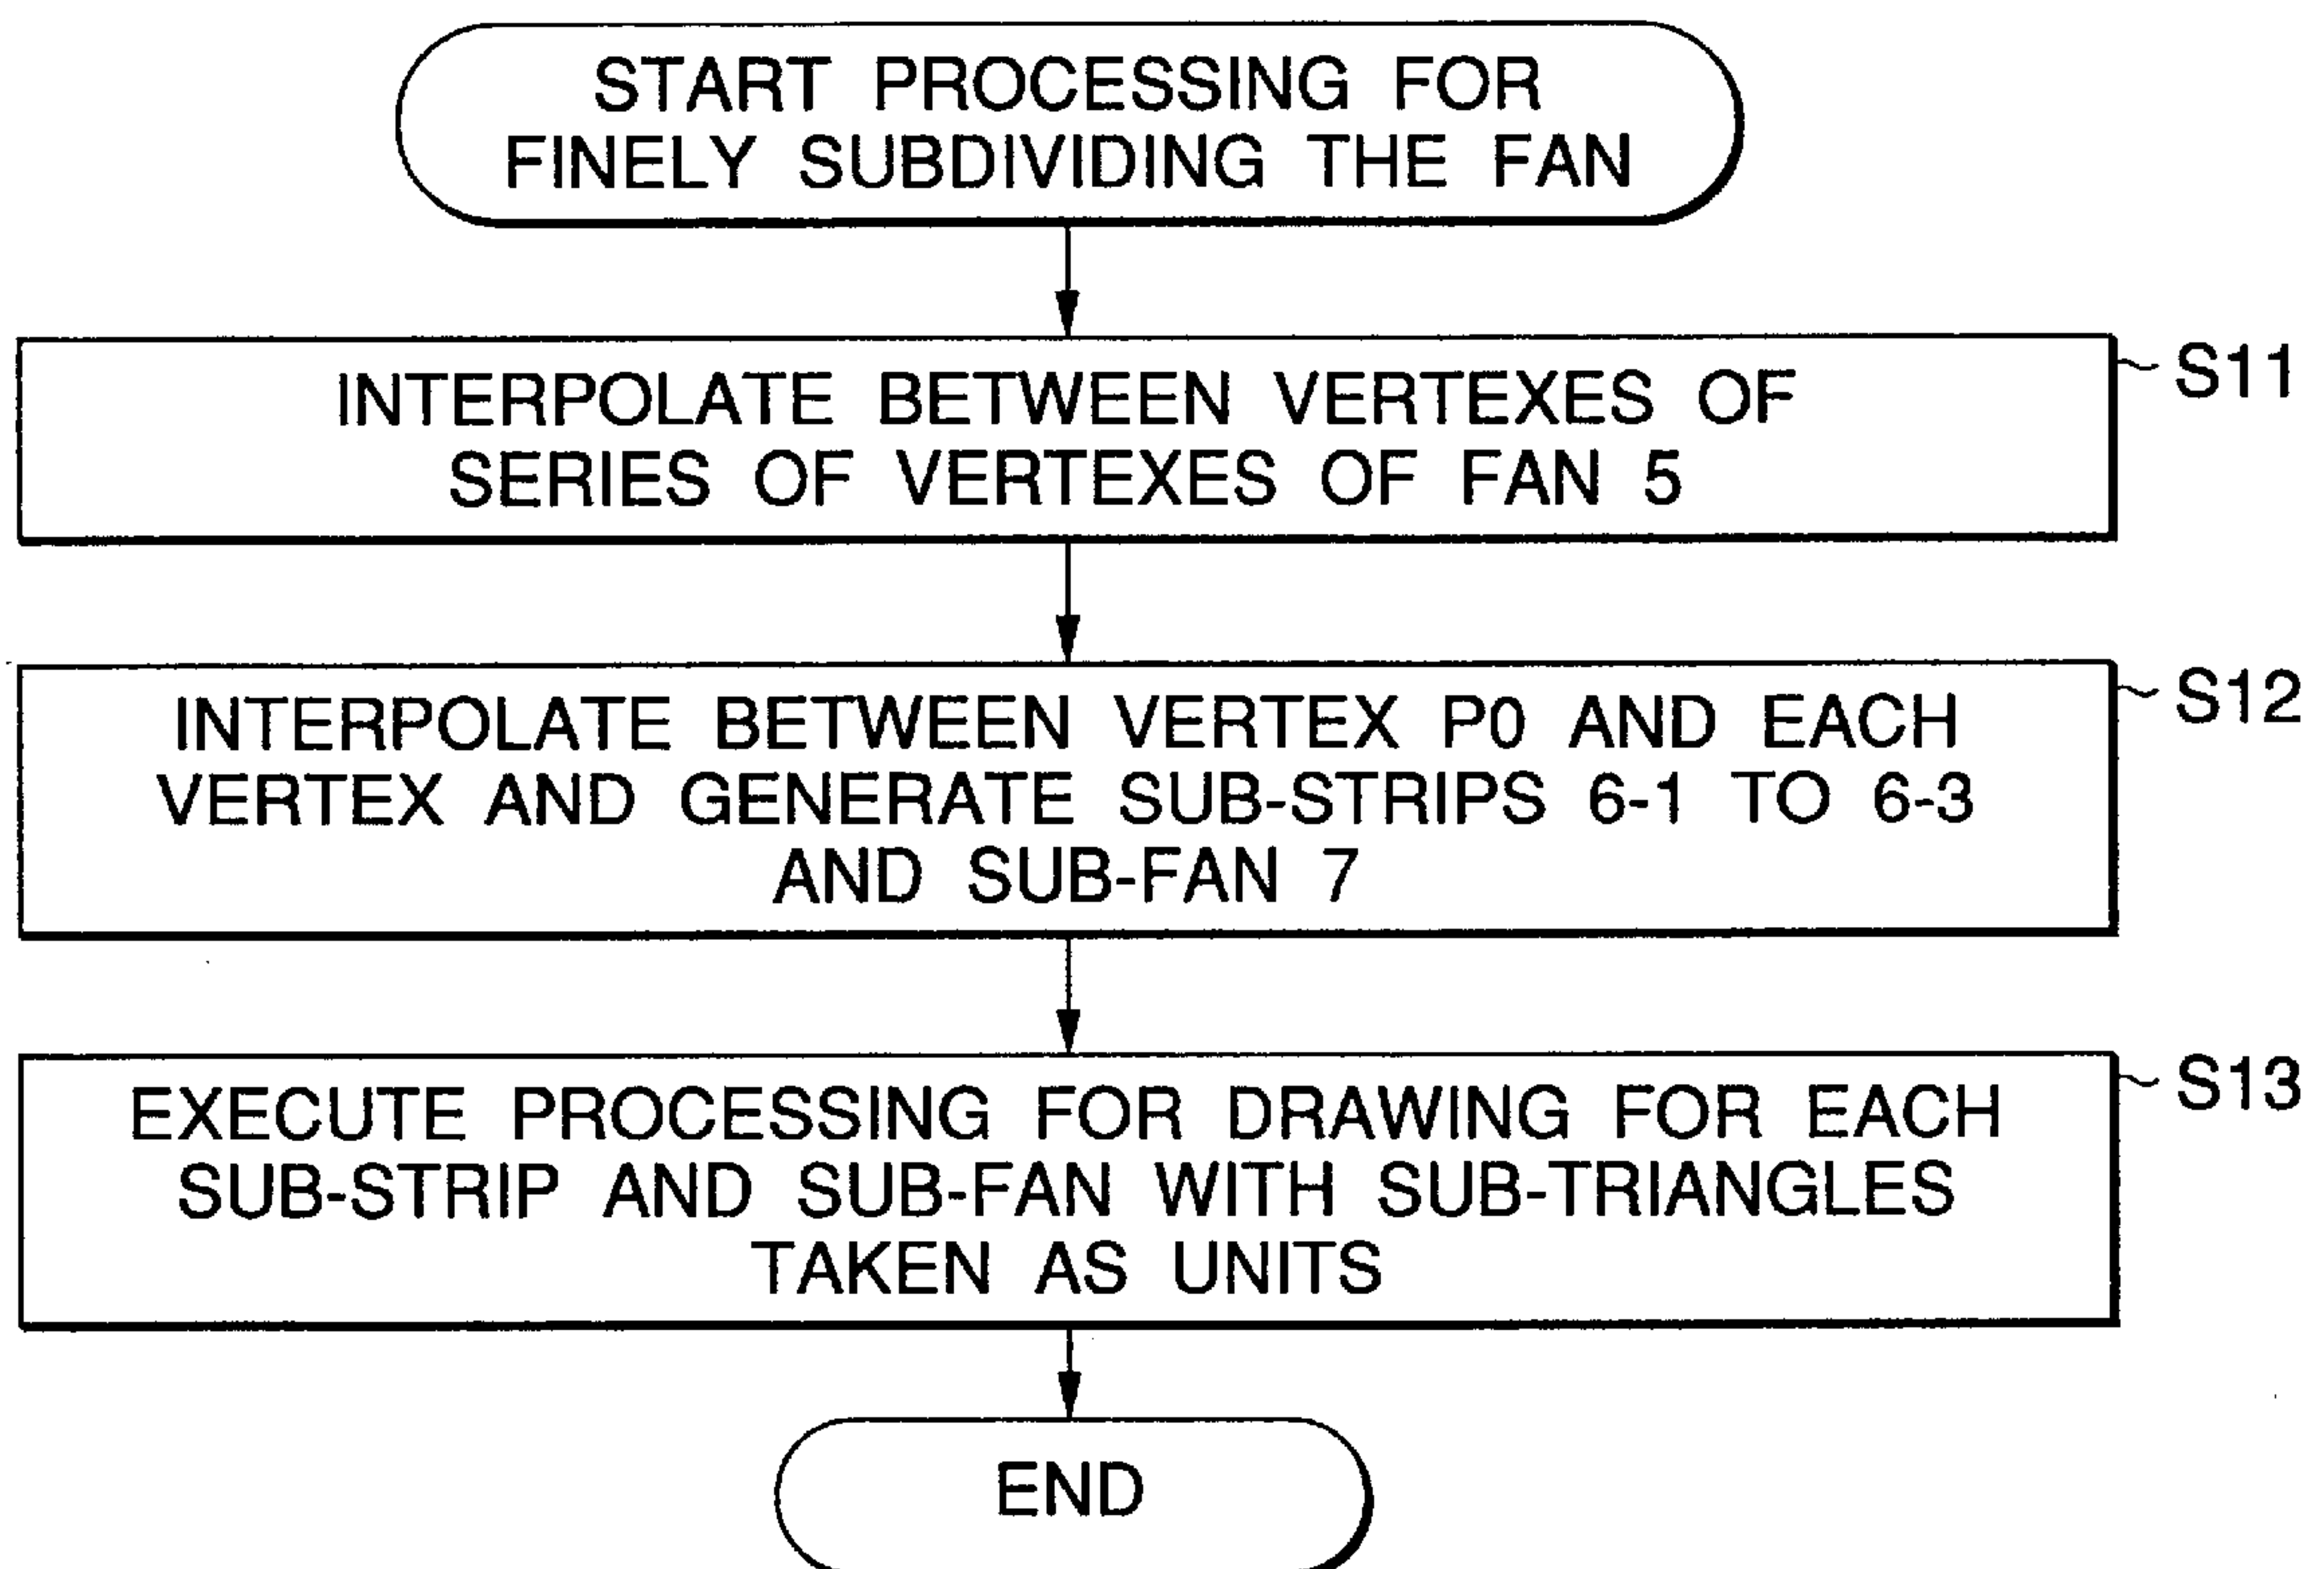 START PROCESSING FOR
FINELY SUBDIVIDING THE FAN
INTERPOLATE BETWEEN VERTEXES OF
SERIES OF VERTEXES OF FAN 5
S11
INTERPOLATE BETWEEN VERTEX P0 AND EACH
VERTEX AND GENERATE SUB-STRIPS 6-1 TO 6-3
AND SUB-FAN 7
S12
EXECUTE PROCESSING FOR DRAWING FOR EACH
SUB-STRIP AND SUB-FAN WITH SUB-TRIANGLES
TAKEN AS UNITS
S13
END